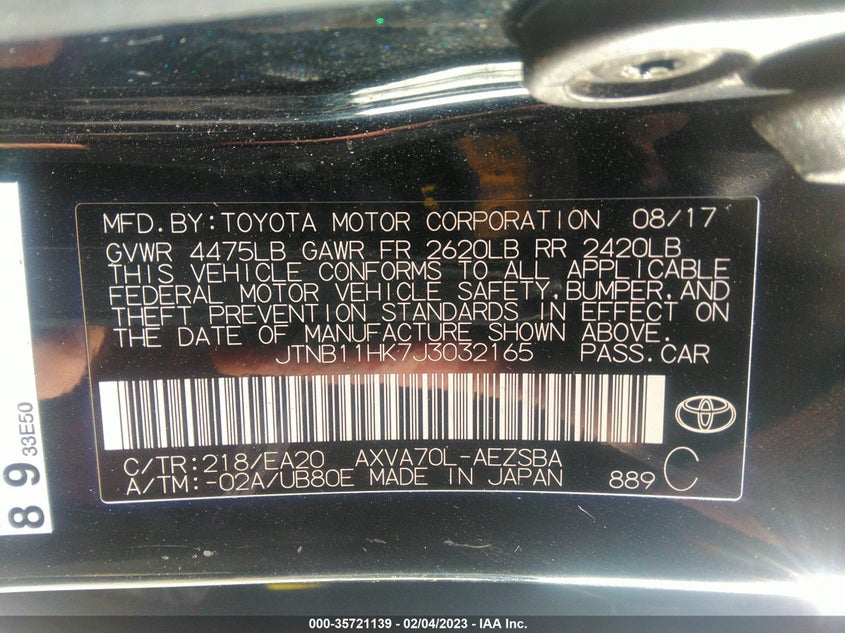 MFD.BY:TOYOTA MOTOR CORPORATION 08/17
GVWR 4475LB GAWR FR 2620LB RR 2420LB
THIS VEHICLE CONFORMS TO ALL APPLICABLE
FEDERAL MOTOR VEHICLE SAFETY,BUMPER,AND
THEFT PREVENTION STANDARDS IN EFFECT ON
THE DATE OF MANUFACTURE SHOWN ABOVE.
JTNB11HK7J3032165 PASS.CAR
C/TR:218/EA20 AXVA70L-AEZSBA
A/TM:-02A/UB80E MADE IN JAPAN 889 C
89 33E50
000-35721139 - 02/04/2023 - IAA Inc.